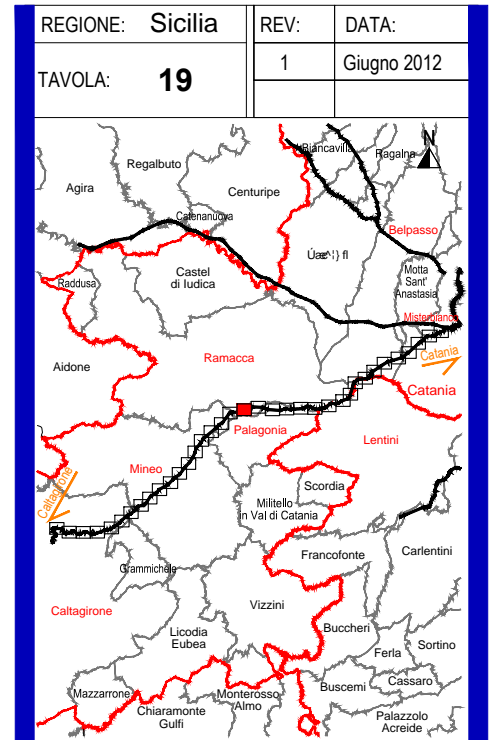 REGIONE: Sicilia
REV:
DATA:
TAVOLA: 19
1
Giugno 2012
N
Biancavilla
Ragalna
Regalbuto
Agira
Centuripe
Catenanuova
Belpasso
Úæ^¦} fl
Motta
Sant'
Anastasia
Raddusa
Castel
di Iudica
Misterbianco
Ramacca
Aidone
Catania
Catania
Palagonia
Lentini
Mineo
Scordia
Caltagirone
Militello
in Val di Catania
Francofonte
Carlentini
Grammichele
Vizzini
Caltagirone
Licodia
Eubea
Buccheri
Ferla
Sortino
Cassaro
Buscemi
Mazzarrone
Monterosso
Almo
Chiaramonte
Gulfi
Palazzolo
Acreide